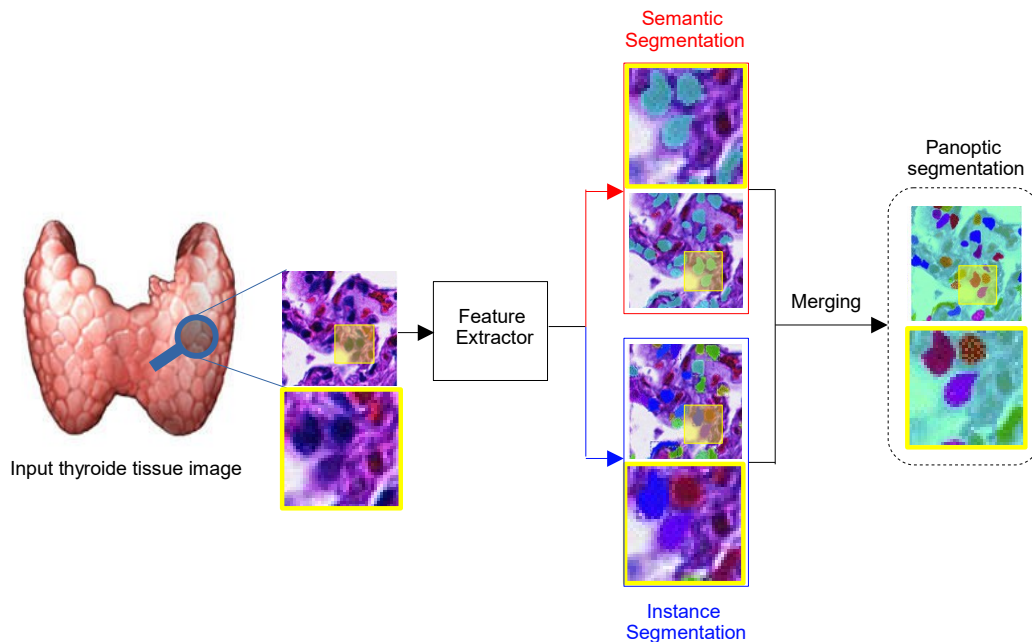 Semantic
Segmentation
Panoptic
segmentation
Feature
Extractor
Merging
Input thyroide tissue image
Instance
Segmentation